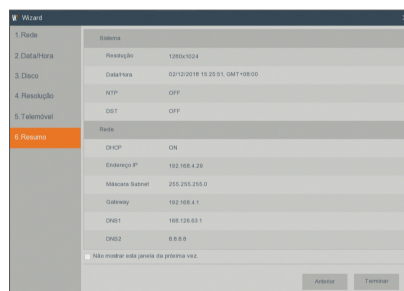 Wizard
1.Rede
2.Data/Hora
3.Disco
4.Resolução
5.Telemóvel
6.Resumo
Sistema
Resolução 1280x1024
Data/Hora 03/12/2018 15:25:51, GMT+08:00
NTP OFF
DST OFF
Rede
DHCP ON
Endereço IP 192.168.4.29
Máscara Subnet 255.255.255.0
Gateway 192.168.4.1
DNS1 168.126.63.1
DNS2 8.8.8.8
Não mostrar esta janela da próxima vez.
Anterior Terminar